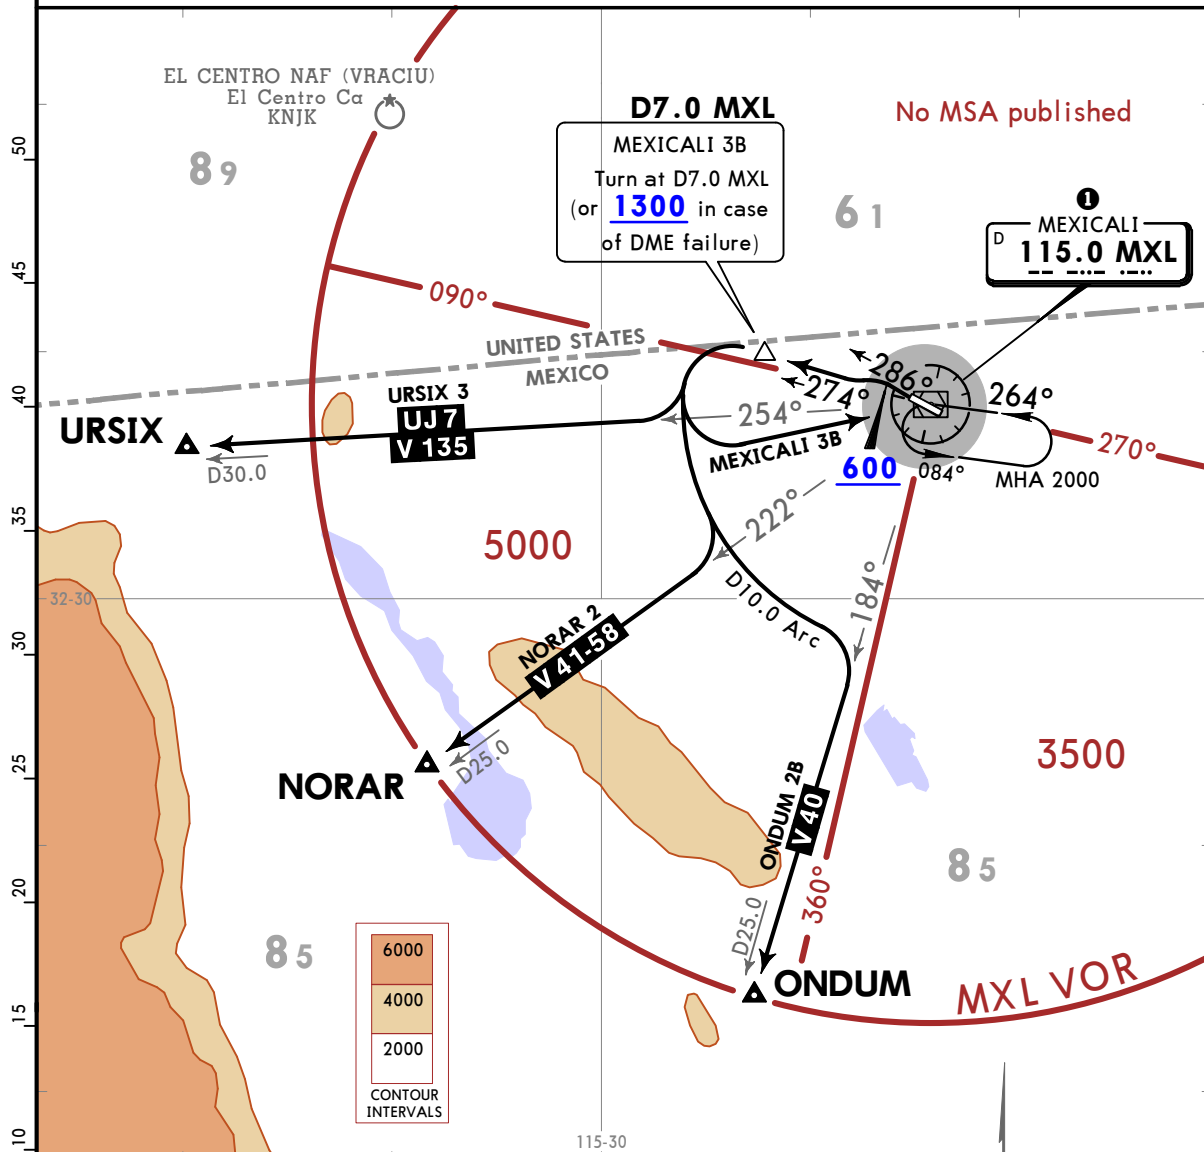 EL CENTRO NAF (VRACIU)
El Centro Ca
KNJK
89
D7.0 MXL
MEXICALI 3B
Turn at D7.0 MXL
(or 1300 in case
of DME failure)
No MSA published
61
1
MEXICALI
D 115.0 MXL
50
45
40
35
30
25
20
15
10
090°
UNITED STATES
MEXICO
286°
274°
264°
270°
084°
MHA 2000
600
URSIX 3
UJ 7
V 135
URSIX
D30.0
254°
MEXICALI 3B
222°
184°
D10.0 Arc
5000
32-30
NORAR 2
V 41-58
D25.0
NORAR
3500
ONDUM 2B
V 40
360°
D25.0
ONDUM
MXL VOR
85
85
6000
4000
2000
CONTOUR
INTERVALS
115-30